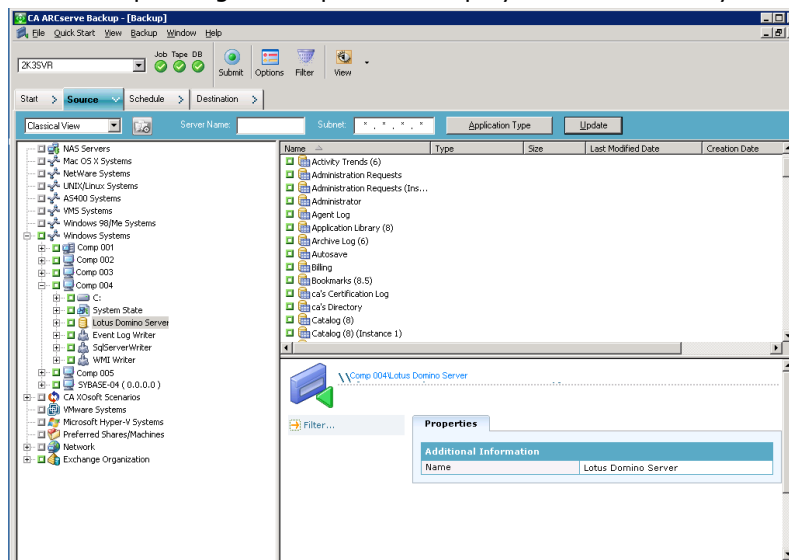 CA ARCserve Backup - [Backup]
File Quick Start View Backup Window Help
2K3SVR
Job Tape DB
Submit Options Filter View
Start > Source Schedule > Destination >
Classical View Server Name: Subnet: * . * . * . * Application Type Update
NAS Servers
Mac OS X Systems
NetWare Systems
UNIX/Linux Systems
AS400 Systems
VMS Systems
Windows 98/Me Systems
Windows Systems
Comp 001
Comp 002
Comp 003
Comp 004
C:
System State
Lotus Domino Server
Event Log Writer
SqlServerWriter
WMI Writer
Comp 005
SYBASE-04 ( 0.0.0.0 )
CA XOsoft Scenarios
VMware Systems
Microsoft Hyper-V Systems
Preferred Shares/Machines
Network
Exchange Organization
Name Type Size Last Modified Date Creation Date
Activity Trends (6)
Administration Requests
Administration Requests (Ins...
Administrator
Agent Log
Application Library (8)
Archive Log (6)
Autosave
Billing
Bookmarks (8.5)
ca's Certification Log
ca's Directory
Catalog (8)
Catalog (8) (Instance 1)
\\Comp 004\Lotus Domino Server
Filter...
Properties
Additional Information
Name Lotus Domino Server